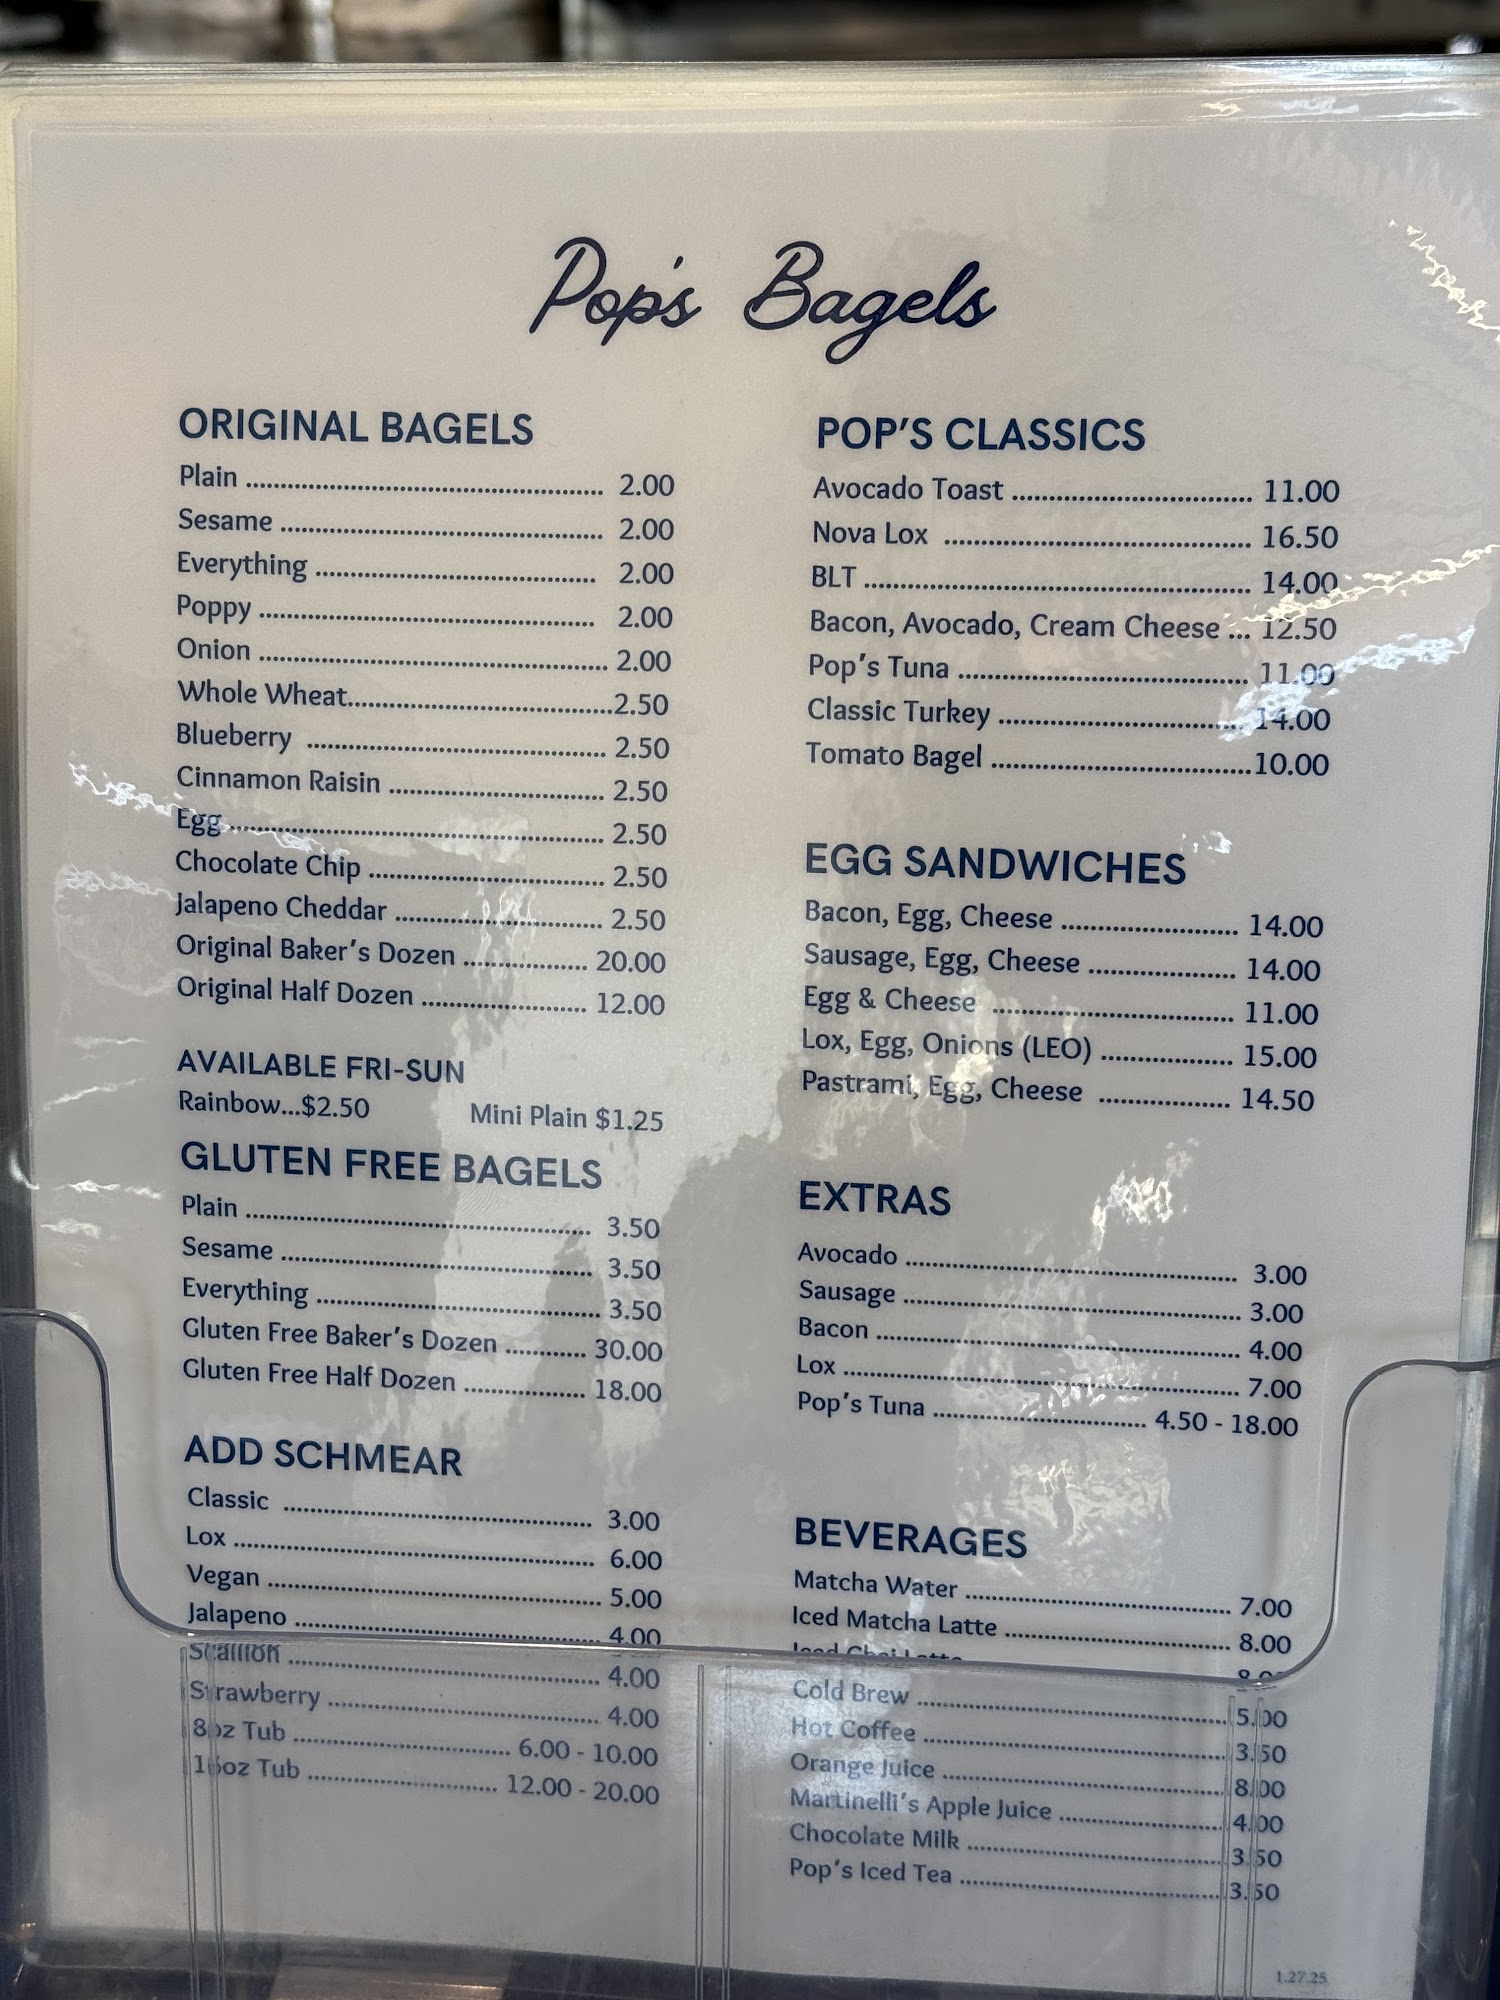 Pop's Bagels
ORIGINAL BAGELS
Plain ........ 2.00
Sesame ........ 2.00
Everything ........ 2.00
Poppy ........ 2.00
Onion ........ 2.00
Whole Wheat........2.50
Blueberry ........ 2.50
Cinnamon Raisin ........ 2.50
Egg ........ 2.50
Chocolate Chip ........ 2.50
Jalapeno Cheddar ........ 2.50
Original Baker's Dozen ........ 20.00
Original Half Dozen ........ 12.00
AVAILABLE FRI-SUN
Rainbow...$2.50 Mini Plain $1.25
GLUTEN FREE BAGELS
Plain ........ 3.50
Sesame ........ 3.50
Everything ........ 3.50
Gluten Free Baker's Dozen ........ 30.00
Gluten Free Half Dozen ........ 18.00
ADD SCHMEAR
Classic ........ 3.00
Lox ........ 6.00
Vegan ........ 5.00
Jalapeno ........ 4.00
Scallion ........ 4.00
Strawberry ........ 4.00
8oz Tub ........ 6.00 - 10.00
16oz Tub ........ 12.00 - 20.00
POP'S CLASSICS
Avocado Toast ........ 11.00
Nova Lox ........ 16.50
BLT ........ 14.00
Bacon, Avocado, Cream Cheese ... 12.50
Pop's Tuna ........ 11.00
Classic Turkey ........ 14.00
Tomato Bagel ........10.00
EGG SANDWICHES
Bacon, Egg, Cheese ........ 14.00
Sausage, Egg, Cheese ........ 14.00
Egg & Cheese ........ 11.00
Lox, Egg, Onions (LEO) ........ 15.00
Pastrami, Egg, Cheese ........ 14.50
EXTRAS
Avocado ........ 3.00
Sausage ........ 3.00
Bacon ........ 4.00
Lox ........ 7.00
Pop's Tuna ........ 4.50 - 18.00
BEVERAGES
Matcha Water ........ 7.00
Iced Matcha Latte ........ 8.00
Iced Chai Latte ........ 8.00
Cold Brew ........ 5.00
Hot Coffee ........ 3.50
Orange Juice ........ 8.00
Martinelli's Apple Juice ........ 4.00
Chocolate Milk ........ 3.50
Pop's Iced Tea ........ 3.50
1.27.25